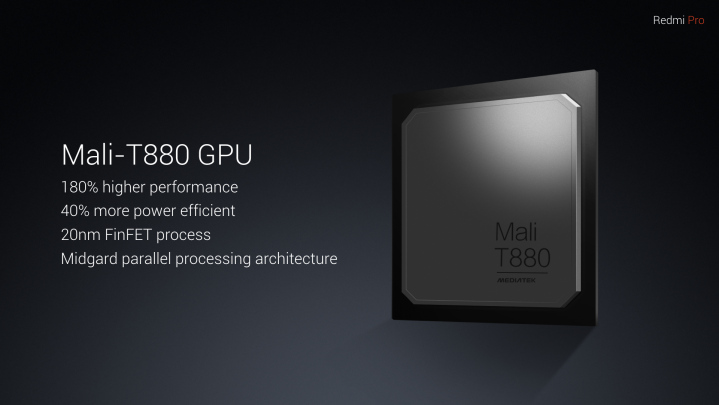 Redmi Pro
Mali-T880 GPU
180% higher performance
40% more power efficient
20nm FinFET process
Midgard parallel processing architecture
Mali
T880
MEDIATEK